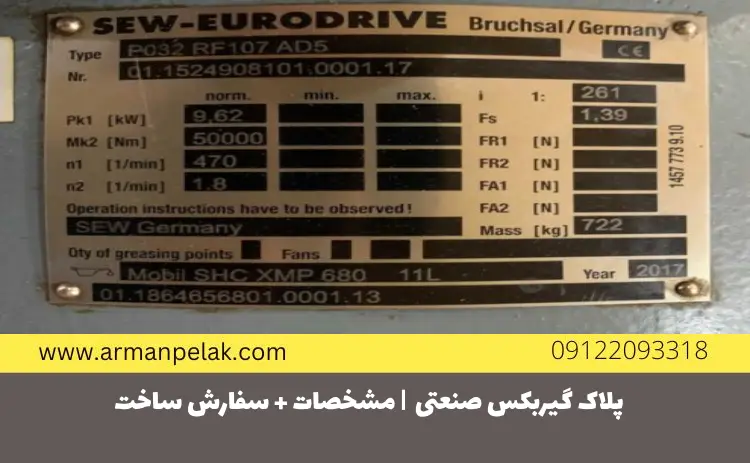 SEW-EURODRIVE Bruchsal/Germany
Type P032 RF107 AD5 CE
Nr. 01.1524908101.0001.17
norm. min. max. i 1: 261
Pk1 [kW] 9,62 Fs 1,39
Mk2 [Nm] 50000 FR1 [N]
n1 [1/min] 470 FR2 [N]
n2 [1/min] 1.8 FA1 [N]
Operation instructions have to be observed! FA2 [N]
SEW Germany Mass [kg] 722
Qty of greasing points Fans
Mobil SHC XMP 680 11L Year 2017
01.1864656801.0001.13
1457 773 9.10
www.armanpelak.com 09122093318
پلاک گیربکس صنعتی | مشخصات + سفارش ساخت